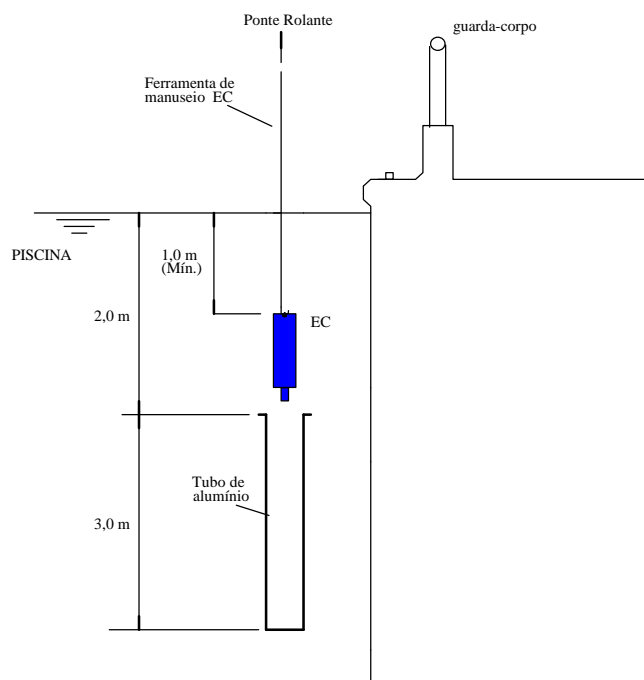 Ponte Rolante
guarda-corpo
Ferramenta de
manuseio EC
PISCINA
1,0 m
(Mín.)
2,0 m
EC
Tubo de
alumínio
3,0 m